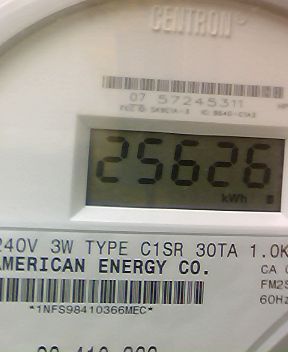 CENTRON
07 57245311
25626
kWh
240V 3W TYPE C1SR 30TA 1.0K
AMERICAN ENERGY CO.
CA
FM2S
60Hz
*1NFS98410366MEC*